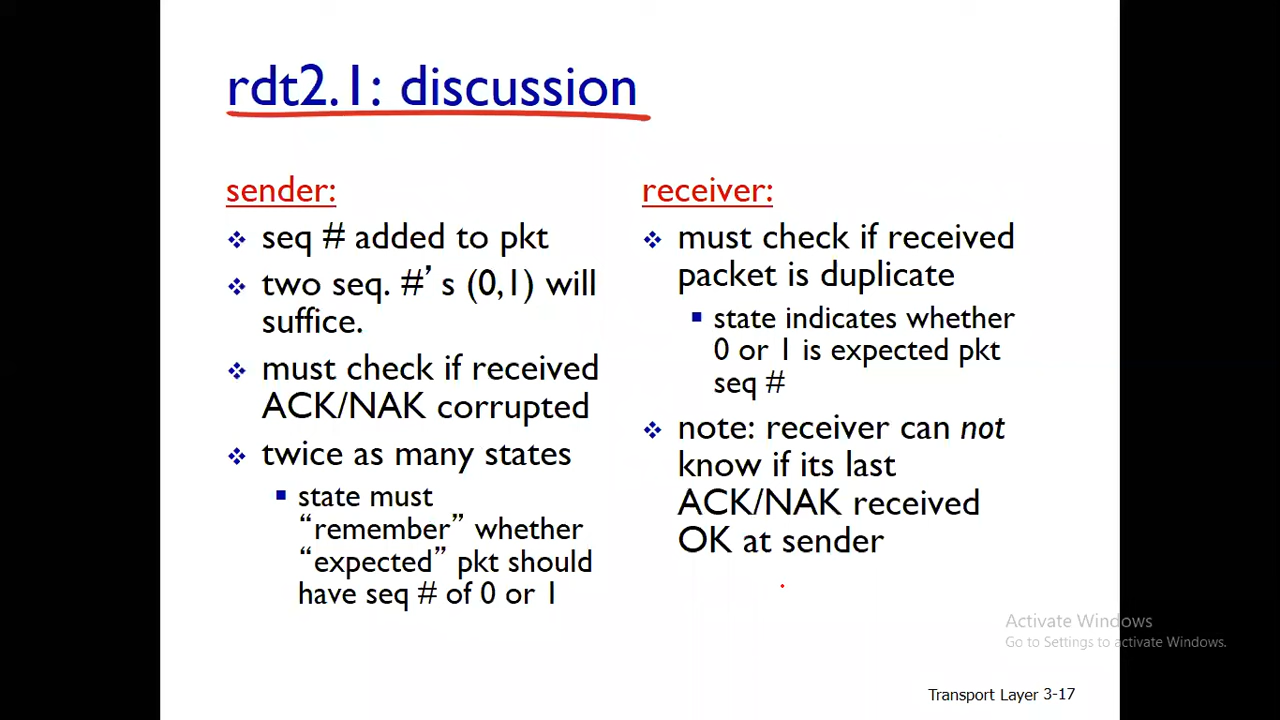 rdt2.1: discussion
sender:
❖ seq # added to pkt
❖ two seq. #’s (0,1) will
suffice.
❖ must check if received
ACK/NAK corrupted
❖ twice as many states
▪ state must
“remember” whether
“expected” pkt should
have seq # of 0 or 1
receiver:
❖ must check if received
packet is duplicate
▪ state indicates whether
0 or 1 is expected pkt
seq #
❖ note: receiver can not
know if its last
ACK/NAK received
OK at sender
Activate Windows
Go to Settings to activate Windows.
Transport Layer 3-17